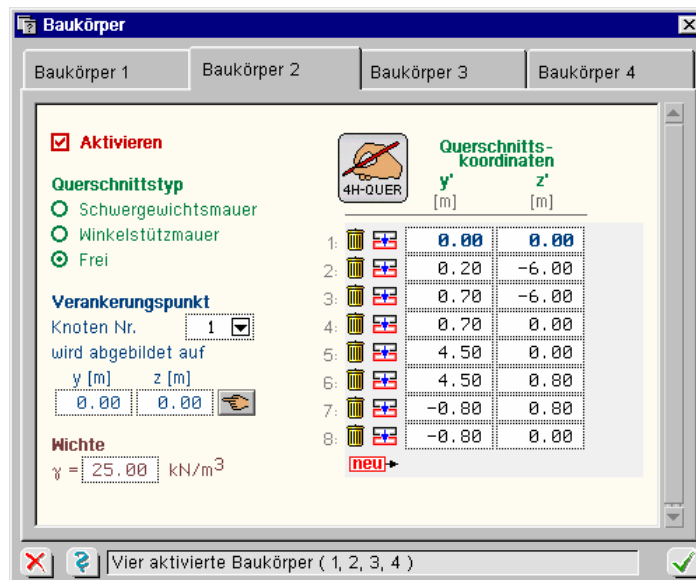 Baukörper
Baukörper 1 Baukörper 2 Baukörper 3 Baukörper 4
Aktivieren
Querschnittstyp
Schwergewichtsmauer
Winkelstützmauer
Frei
Verankerungspunkt
Knoten Nr. 1
wird abgebildet auf
y [m] z [m]
0.00 0.00
Wichte
γ = 25.00 kN/m³
4H-QUER
Querschnitts-
koordinaten
y' z'
[m] [m]
1: 0.00 0.00
2: 0.20 -6.00
3: 0.70 -6.00
4: 0.70 0.00
5: 4.50 0.00
6: 4.50 0.80
7: -0.80 0.80
8: -0.80 0.00
neu
Vier aktivierte Baukörper ( 1, 2, 3, 4 )